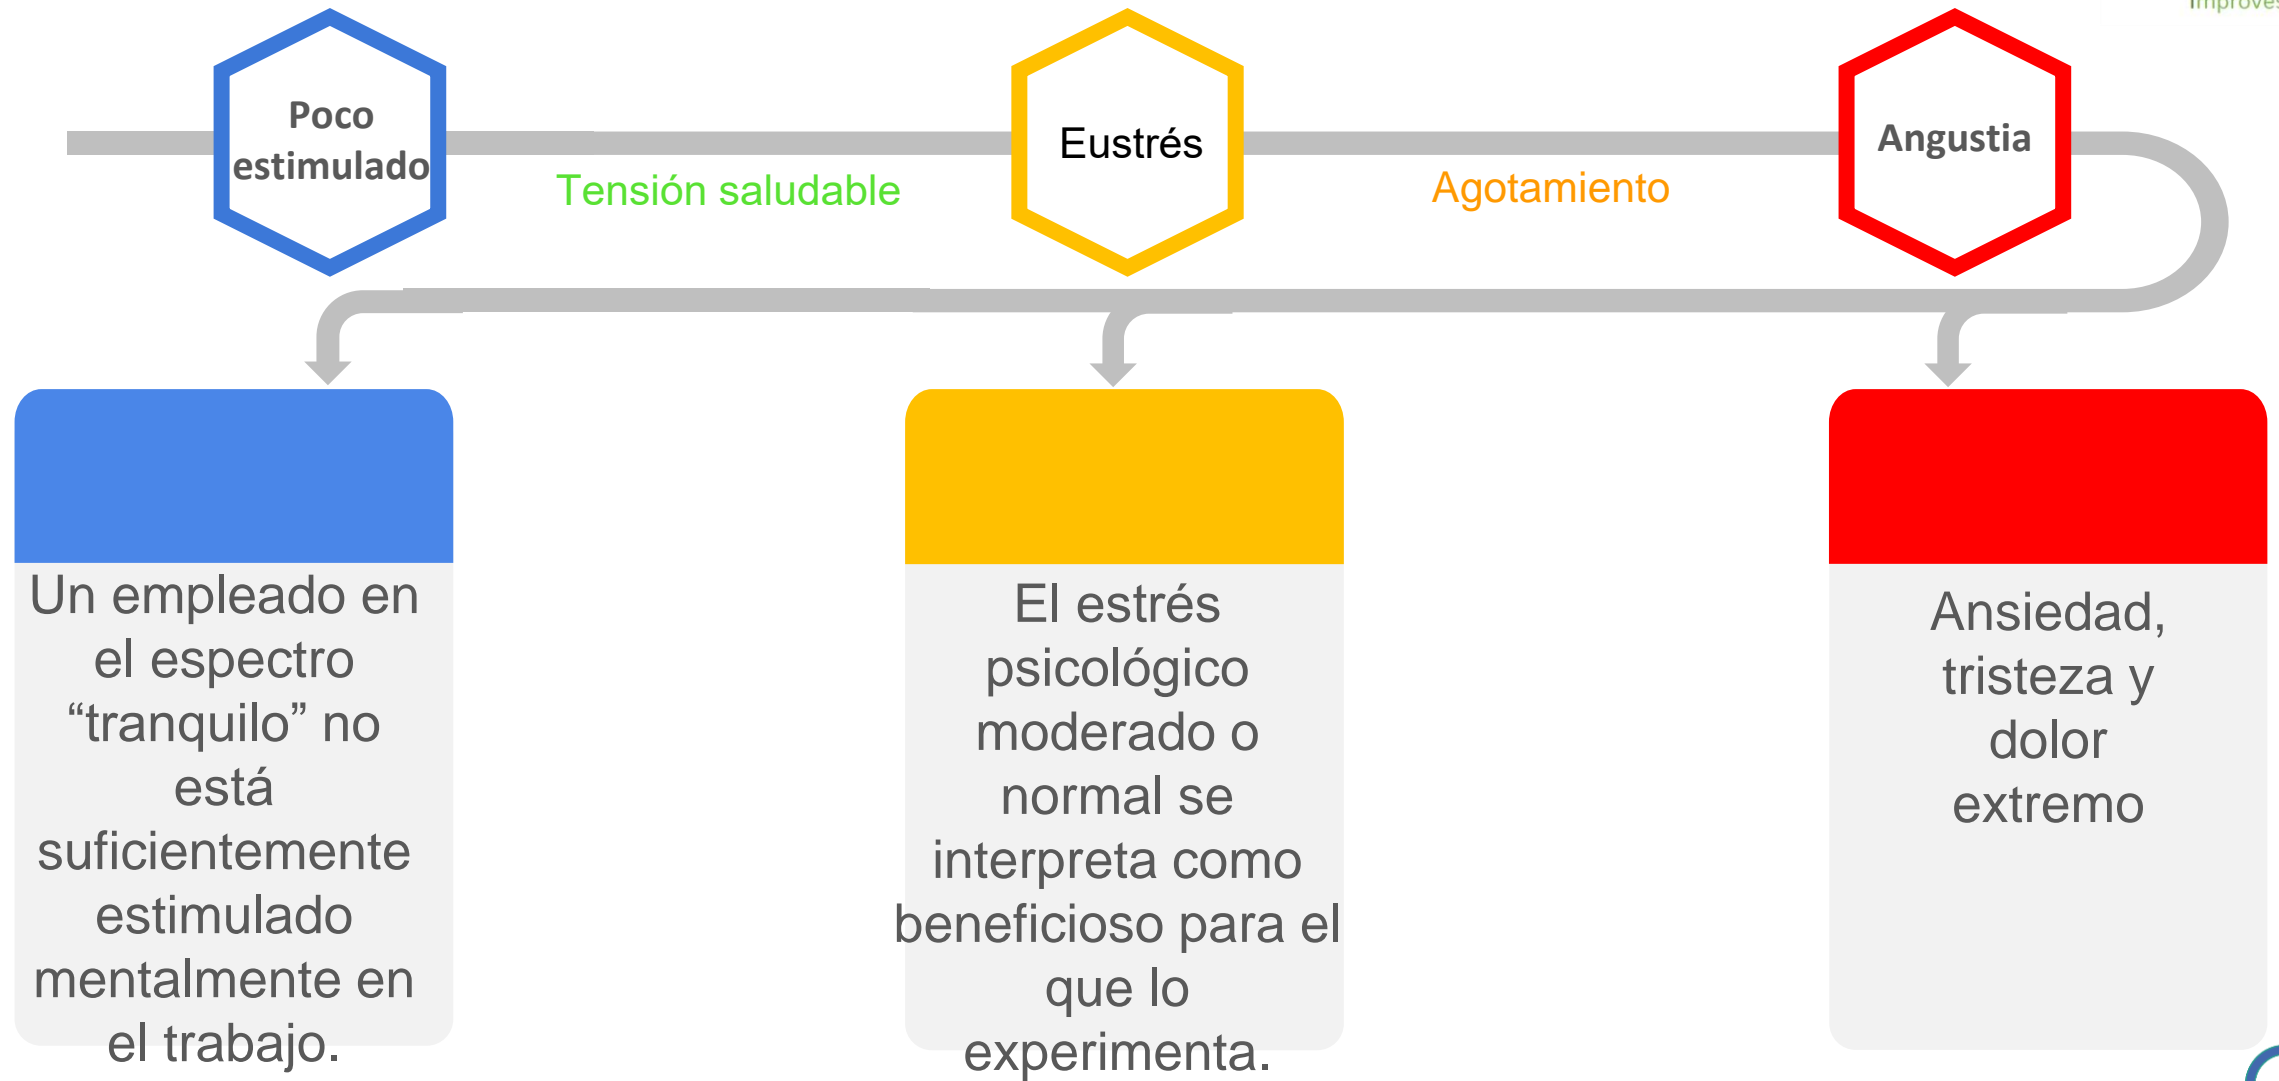 Improves
Poco
estimulado
Eustrés
Angustia
Tensión saludable
Agotamiento
Un empleado en
el espectro
“tranquilo” no
está
suficientemente
estimulado
mentalmente en
el trabajo.
El estrés
psicológico
moderado o
normal se
interpreta como
beneficioso para el
que lo
experimenta.
Ansiedad,
tristeza y
dolor
extremo